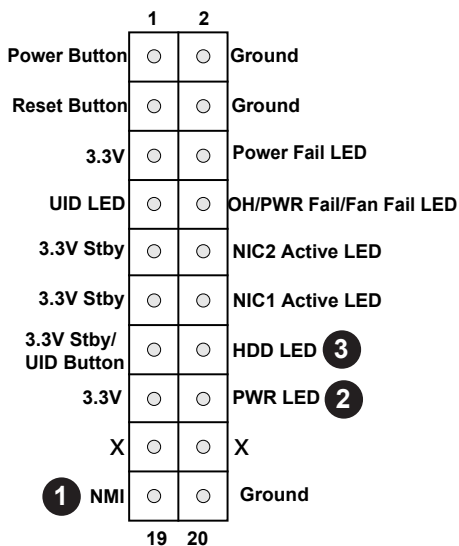 1 2
Power Button Ground
Reset Button Ground
3.3V Power Fail LED
UID LED OH/PWR Fail/Fan Fail LED
3.3V Stby NIC2 Active LED
3.3V Stby NIC1 Active LED
3.3V Stby/
UID Button HDD LED 3
3.3V PWR LED 2
X X
1 NMI Ground
19 20